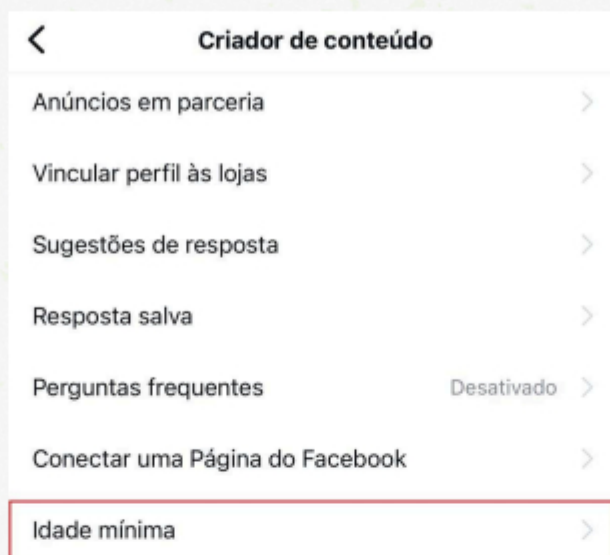 Criador de conteúdo
Anúncios em parceria
Vincular perfil às lojas
Sugestões de resposta
Resposta salva
Perguntas frequentes Desativado
Conectar uma Página do Facebook
Idade mínima